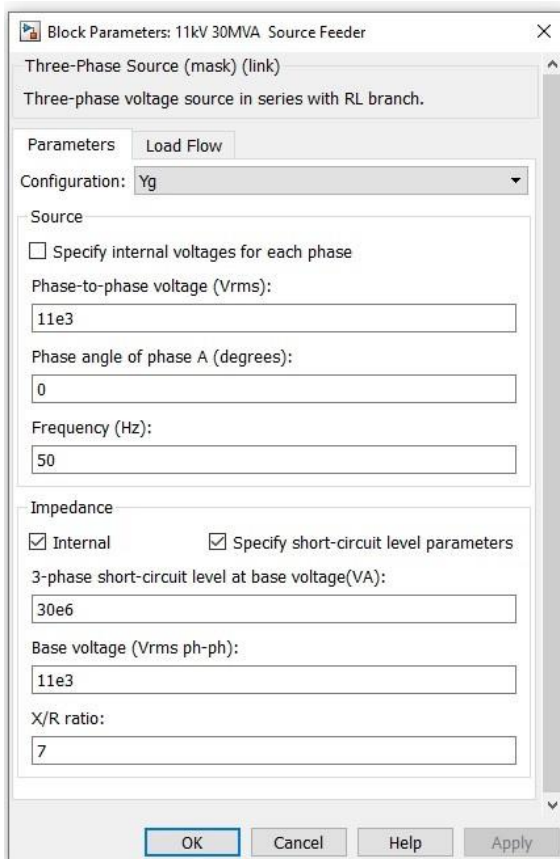 Block Parameters: 11kV 30MVA Source Feeder
Three-Phase Source (mask) (link)
Three-phase voltage source in series with RL branch.
Parameters Load Flow
Configuration: Yg
Source
Specify internal voltages for each phase
Phase-to-phase voltage (Vrms):
11e3
Phase angle of phase A (degrees):
0
Frequency (Hz):
50
Impedance
Internal Specify short-circuit level parameters
3-phase short-circuit level at base voltage(VA):
30e6
Base voltage (Vrms ph-ph):
11e3
X/R ratio:
7
OK Cancel Help Apply